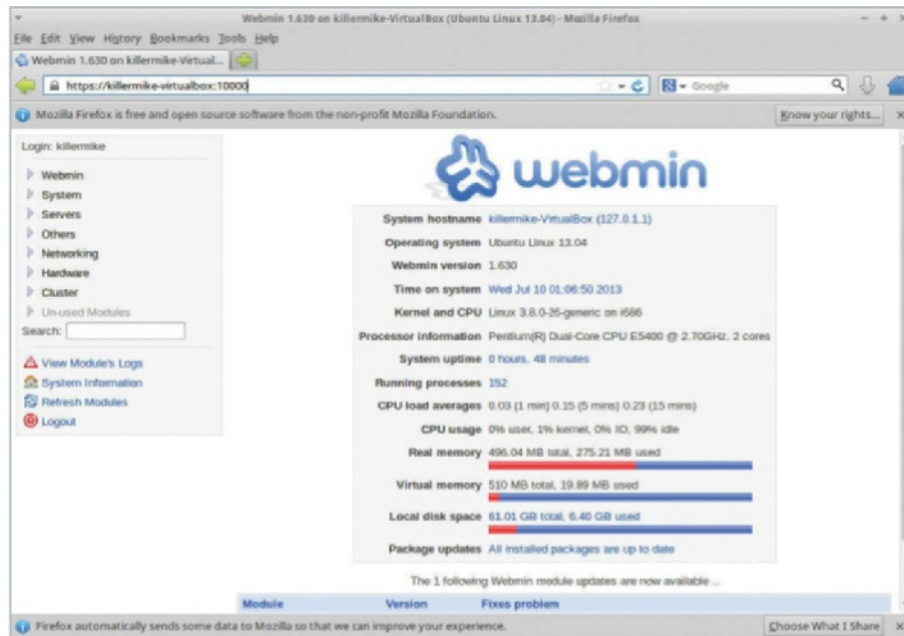 Webmin 1.630 on killermike-VirtualBox (Ubuntu Linux 13.04) - Mozilla Firefox
File Edit View History Bookmarks Tools Help
Webmin 1.630 on killermike-Virtual...
https://killermike-virtualbox:10000
Google
Mozilla Firefox is free and open source software from the non-profit Mozilla Foundation.
Know your rights...
Login: killermike
Webmin
System
Servers
Others
Networking
Hardware
Cluster
Un-used Modules
Search:
View Module's Logs
System Information
Refresh Modules
Logout
webmin
System hostname killermike-VirtualBox (127.0.1.1)
Operating system Ubuntu Linux 13.04
Webmin version 1.630
Time on system Wed Jul 10 01:06:50 2013
Kernel and CPU Linux 3.8.0-26-generic on i686
Processor information Pentium(R) Dual-Core CPU E5400 @ 2.70GHz, 2 cores
System uptime 0 hours, 48 minutes
Running processes 152
CPU load averages 0.03 (1 min) 0.15 (5 mins) 0.23 (15 mins)
CPU usage 0% user, 1% kernel, 0% IO, 99% idle
Real memory 496.04 MB total, 275.21 MB used
Virtual memory 510 MB total, 19.89 MB used
Local disk space 61.01 GB total, 6.40 GB used
Package updates All installed packages are up to date
The 1 following Webmin module updates are now available ..
Module Version Fixes problem
Firefox automatically sends some data to Mozilla so that we can improve your experience.
Choose What I Share